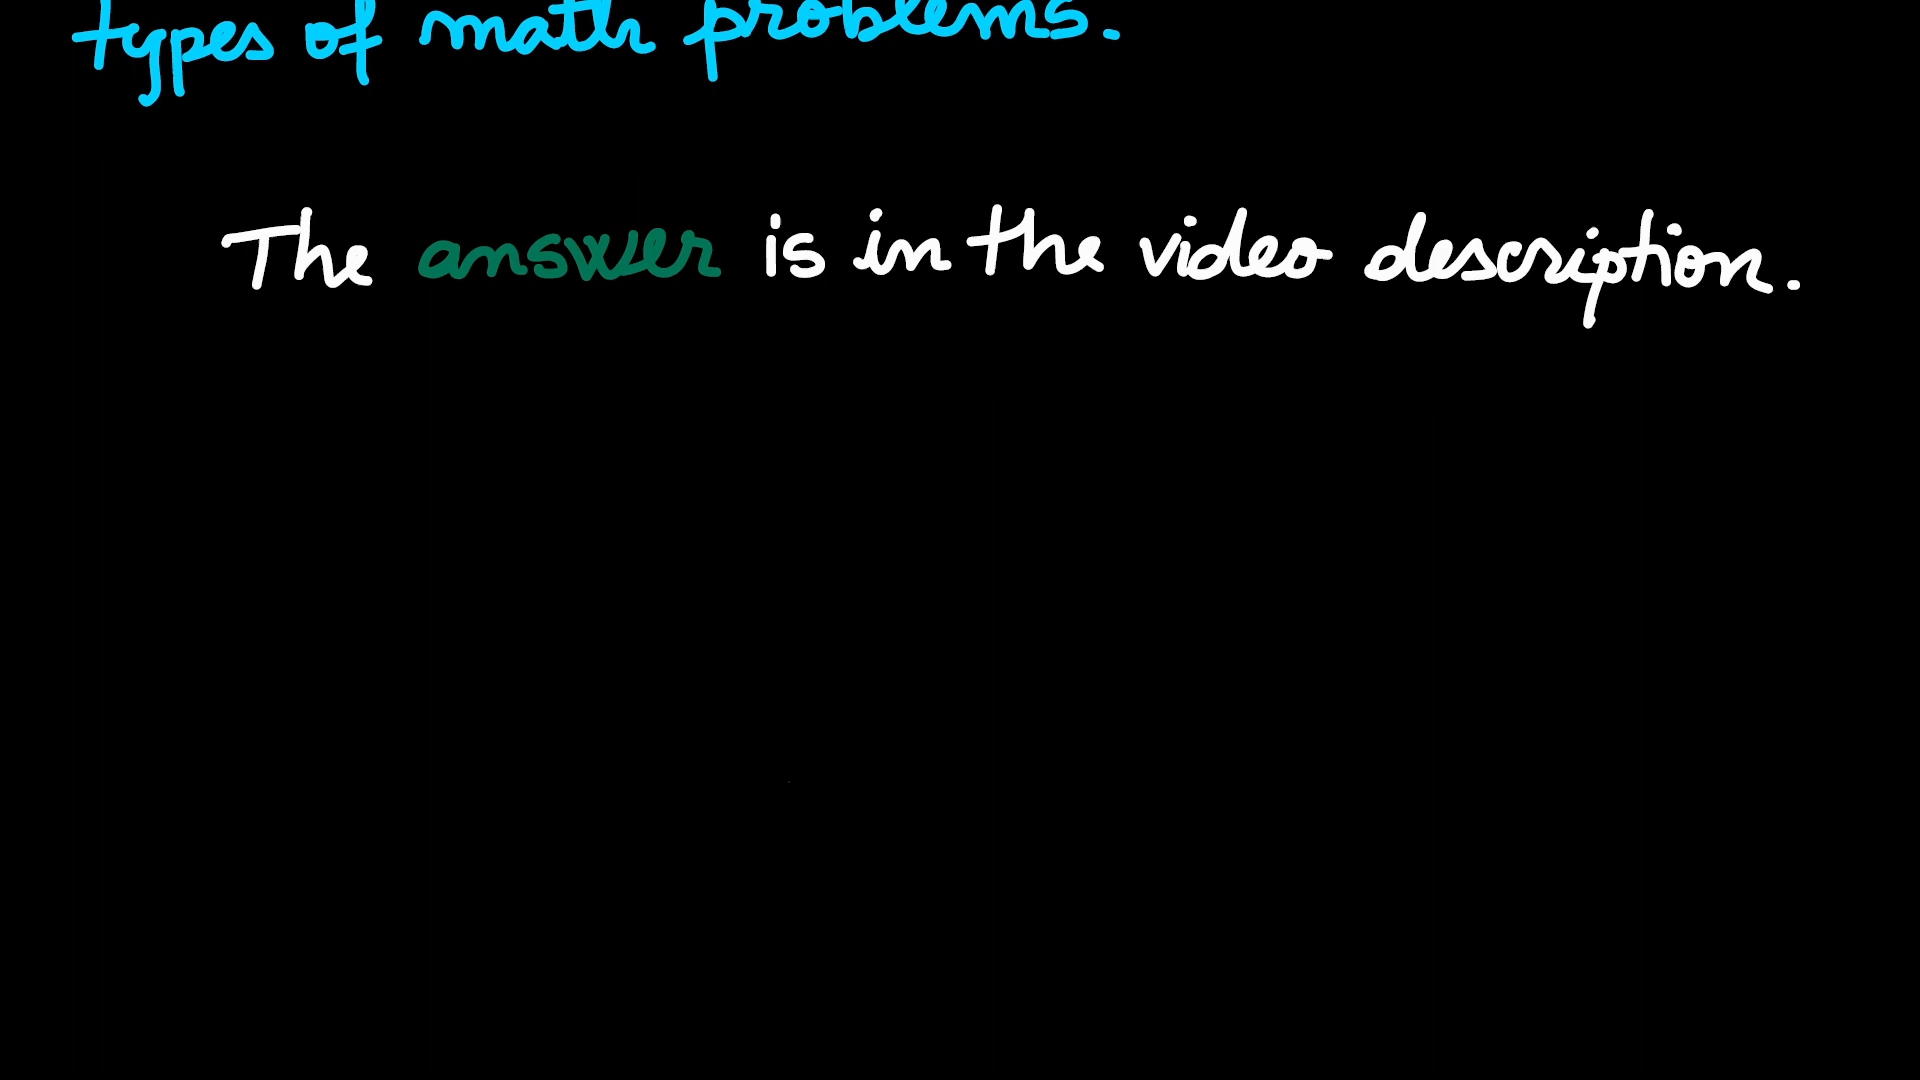 types of math problems.
The answer is in the video description.